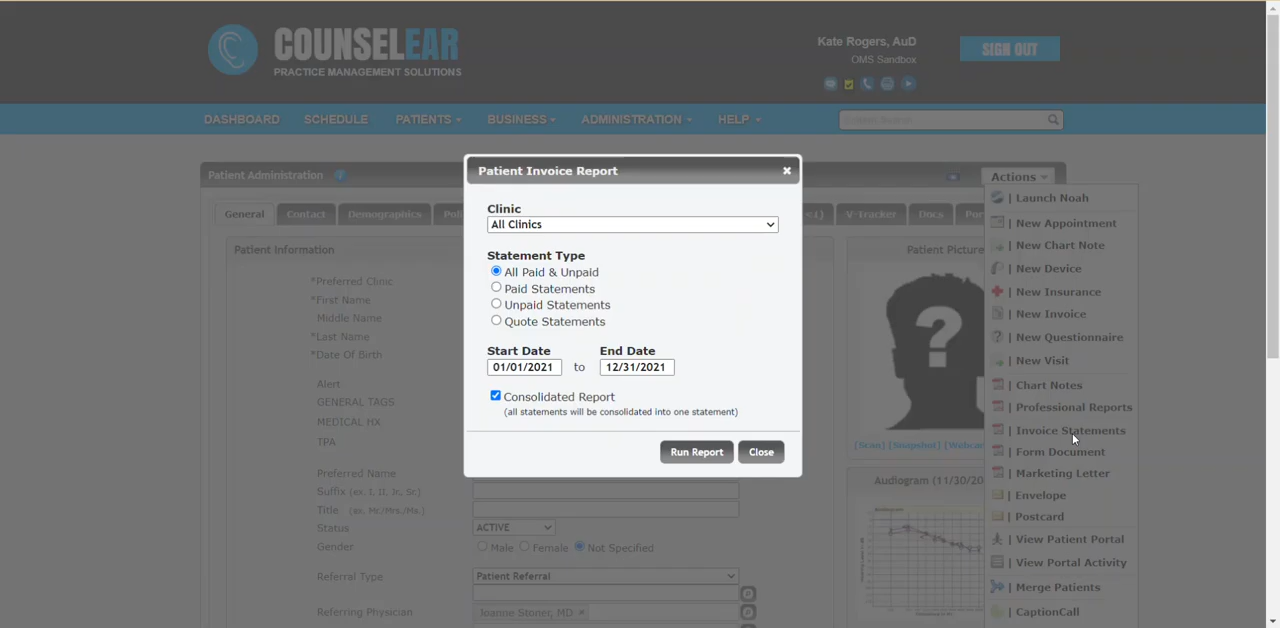 COUNSELEAR
PRACTICE MANAGEMENT SOLUTIONS
Kate Rogers, AuD
OMS Sandbox
SIGN OUT
DASHBOARD SCHEDULE PATIENTS BUSINESS ADMINISTRATION HELP
Patient Administration
Actions
General Contact Demographics V-Tracker Docs
Patient Invoice Report
Clinic
All Clinics
Statement Type
All Paid & Unpaid
Paid Statements
Unpaid Statements
Quote Statements
Start Date End Date
01/01/2021 to 12/31/2021
Consolidated Report
(all statements will be consolidated into one statement)
Run Report Close
Patient Information
*Preferred Clinic
*First Name
Middle Name
*Last Name
*Date Of Birth
Alert
GENERAL TAGS
MEDICAL HX
TPA
Preferred Name
Suffix (ex. I, II, Jr., Sr.)
Title (ex. Mr./Mrs./Ms.)
Status ACTIVE
Gender Male Female Not Specified
Referral Type Patient Referral
Referring Physician Joanne Stoner, MD ×
Patient Picture
[Scan] [Snapshot] [Webcam
Audiogram (11/30/20
| Launch Noah
| New Appointment
| New Chart Note
| New Device
| New Insurance
| New Invoice
| New Questionnaire
| New Visit
| Chart Notes
| Professional Reports
| Invoice Statements
| Form Document
| Marketing Letter
| Envelope
| Postcard
| View Patient Portal
| View Portal Activity
| Merge Patients
| CaptionCall